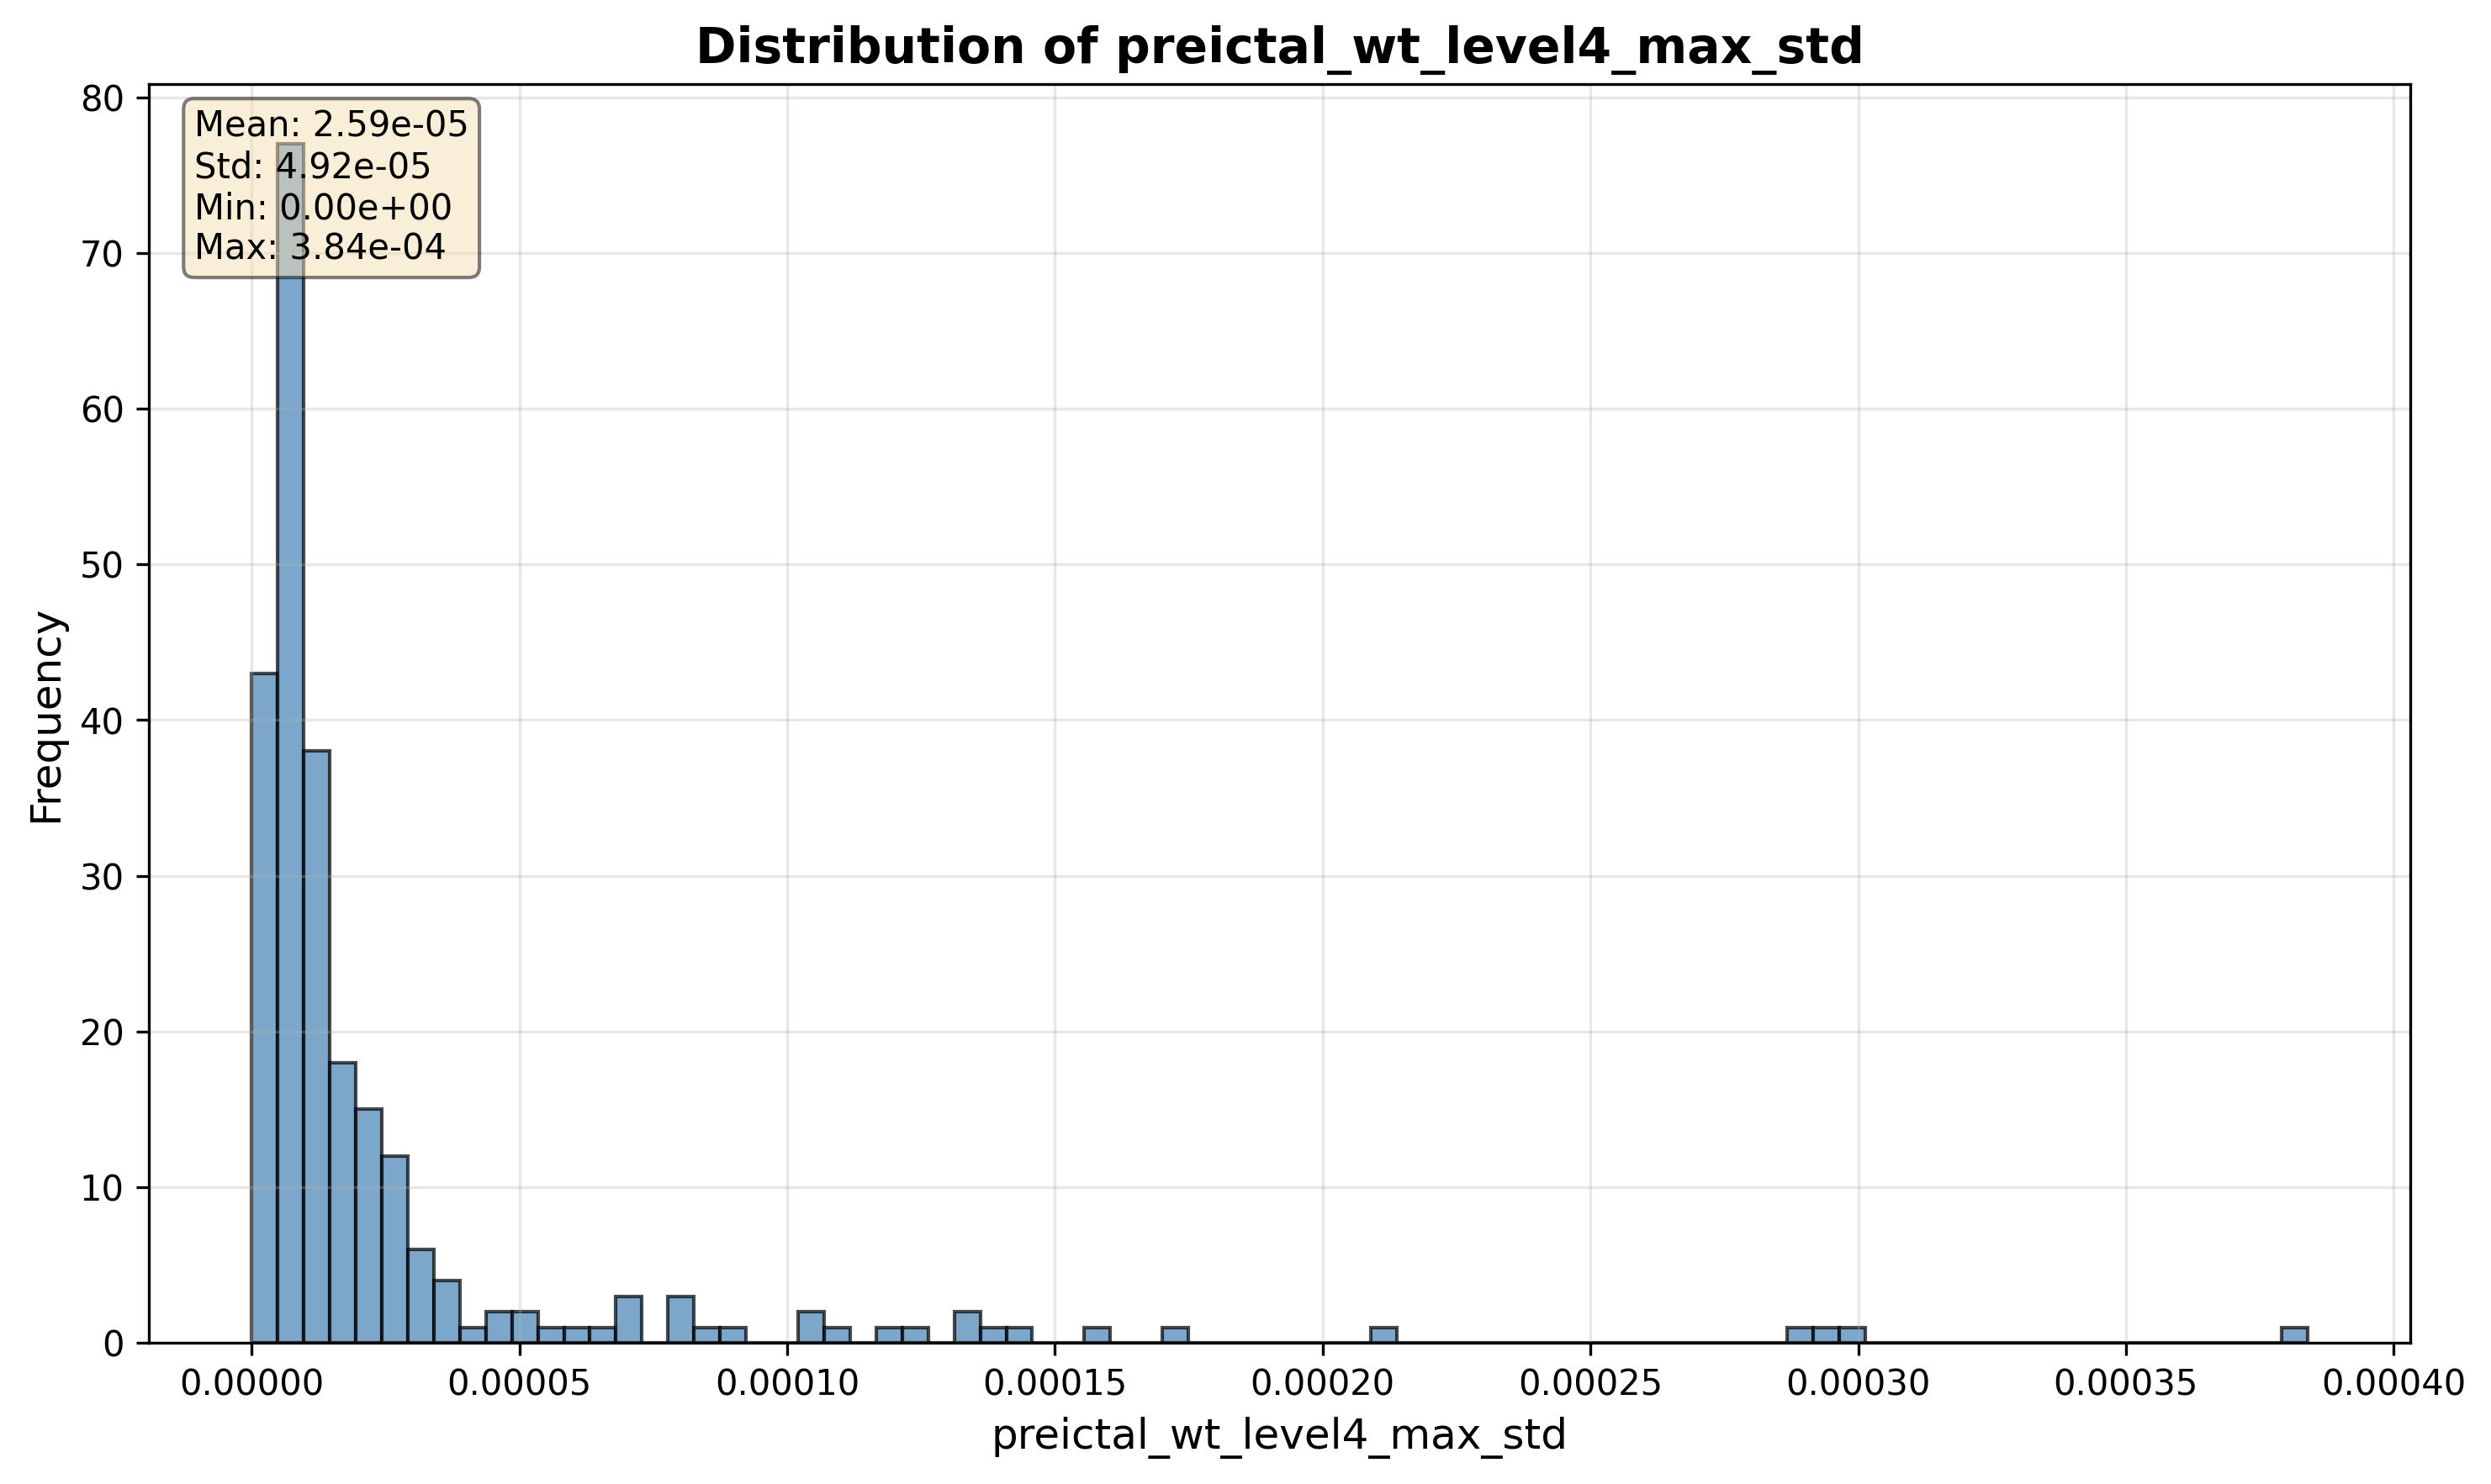 Distribution of preictal_wt_level4_max_std
Mean: 2.59e-05
Std: 4.92e-05
Min: 0.00e+00
Max: 3.84e-04
Frequency
80
70
60
50
40
30
20
10
0
0.00000 0.00005 0.00010 0.00015 0.00020 0.00025 0.00030 0.00035 0.00040
preictal_wt_level4_max_std